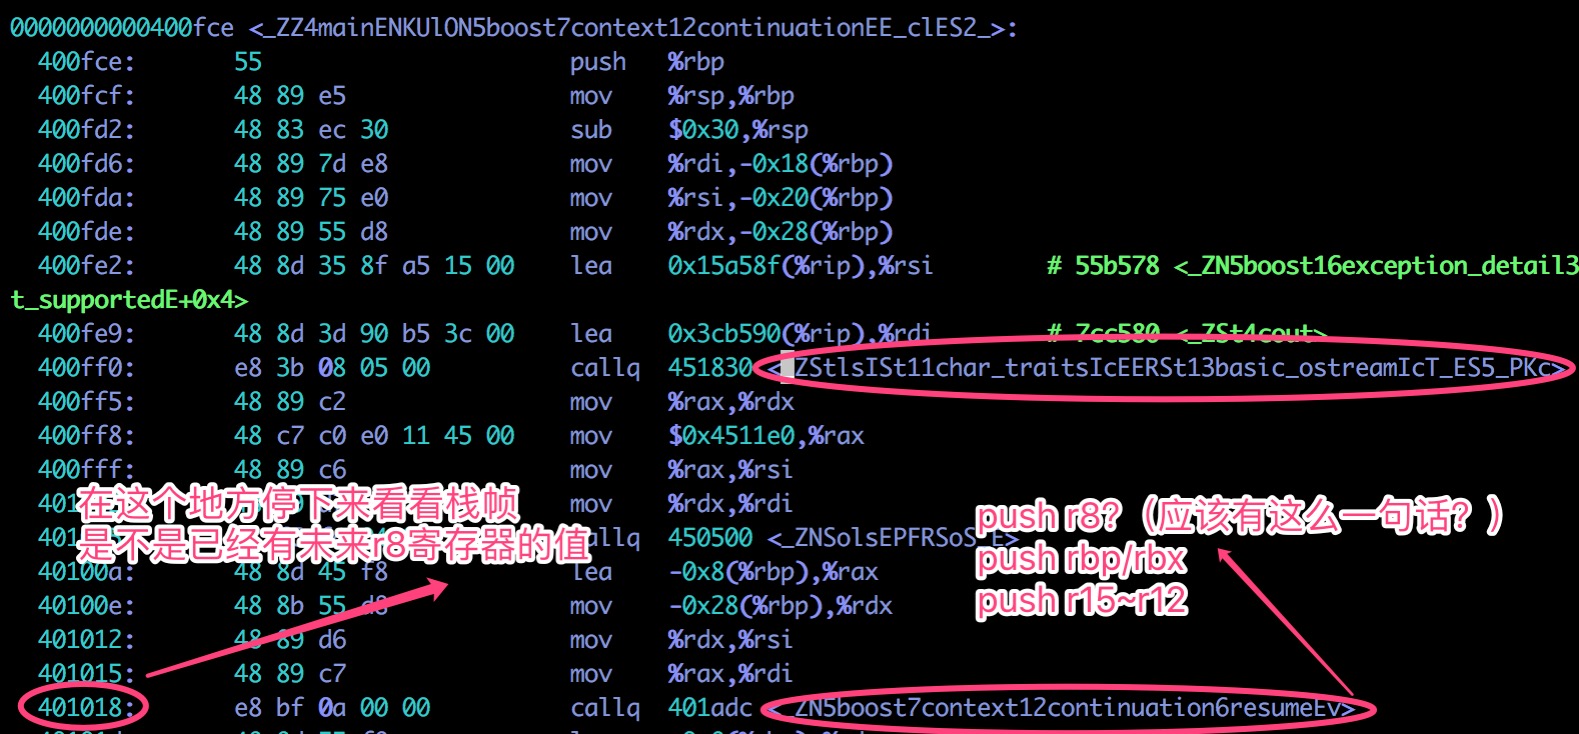 0000000000400fce <_ZZ4mainENKUlON5boost7context12continuationEE_clES2_>:
400fce: 55 push %rbp
400fcf: 48 89 e5 mov %rsp,%rbp
400fd2: 48 83 ec 30 sub $0x30,%rsp
400fd6: 48 89 7d e8 mov %rdi,-0x18(%rbp)
400fda: 48 89 75 e0 mov %rsi,-0x20(%rbp)
400fde: 48 89 55 d8 mov %rdx,-0x28(%rbp)
400fe2: 48 8d 35 8f a5 15 00 lea 0x15a58f(%rip),%rsi # 55b578 <_ZN5boost16exception_detail3
t_supportedE+0x4>
400fe9: 48 8d 3d 90 b5 3c 00 lea 0x3cb590(%rip),%rdi # 7cc580 <_ZSt4cout>
400ff0: e8 3b 08 05 00 callq 451830 <_ZStlsISt11char_traitsIcEERSt13basic_ostreamIcT_ES5_PKc>
400ff5: 48 89 c2 mov %rax,%rdx
400ff8: 48 c7 c0 e0 11 45 00 mov $0x4511e0,%rax
400fff: 48 89 c6 mov %rax,%rsi
mov %rdx,%rdi
callq 450500 <_ZNSolsEPFRSoS_E>
40100a: 48 8d 45 f8 lea -0x8(%rbp),%rax
40100e: 48 8b 55 d8 mov -0x28(%rbp),%rdx
401012: 48 89 d6 mov %rdx,%rsi
401015: 48 89 c7 mov %rax,%rdi
401018: e8 bf 0a 00 00 callq 401adc <_ZN5boost7context12continuation6resumeEv>
在这个地方停下来看看栈帧
是不是已经有未来r8寄存器的值
push r8?（应该有这么一句话？）
push rbp/rbx
push r15~r12